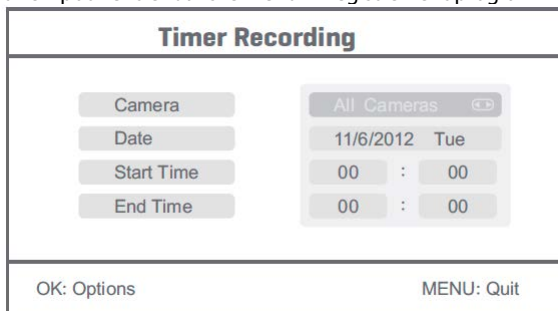 Timer Recording
Camera All Cameras
Date 11/6/2012 Tue
Start Time 00 : 00
End Time 00 : 00
OK: Options MENU: Quit